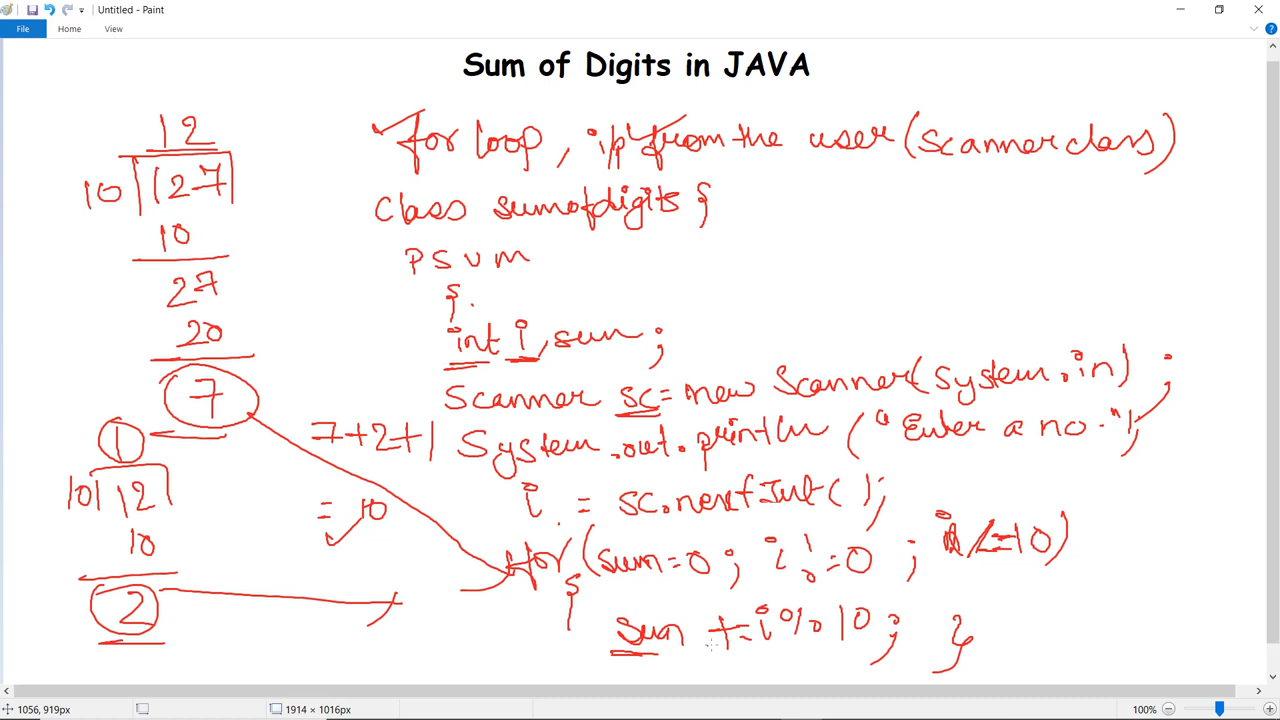 Untitled - Paint
File Home View
Sum of Digits in JAVA
12
10 127
10
27
20
7
1
10 12
10
2
7+2+1
= 10
For loop, i/p from the user (Scanner class)
class sumofdigits {
P S V M
{
int i, sum;
Scanner sc = new Scanner(System.in);
System.out.println ("Enter a no.");
i = sc.nextInt();
for (sum=0; i!=0; i/=10)
{
sum += i%10; }
1056, 919px
1914 × 1016px
100%